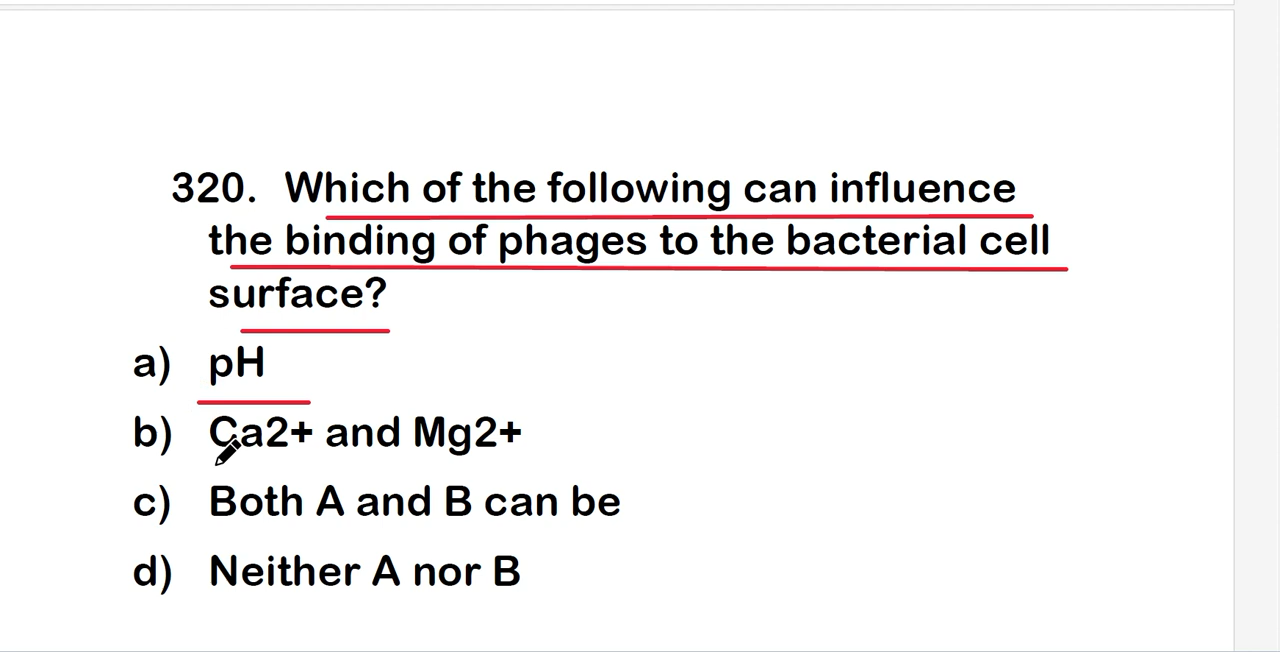 320. Which of the following can influence
the binding of phages to the bacterial cell
surface?
a) pH
b) Ca2+ and Mg2+
c) Both A and B can be
d) Neither A nor B